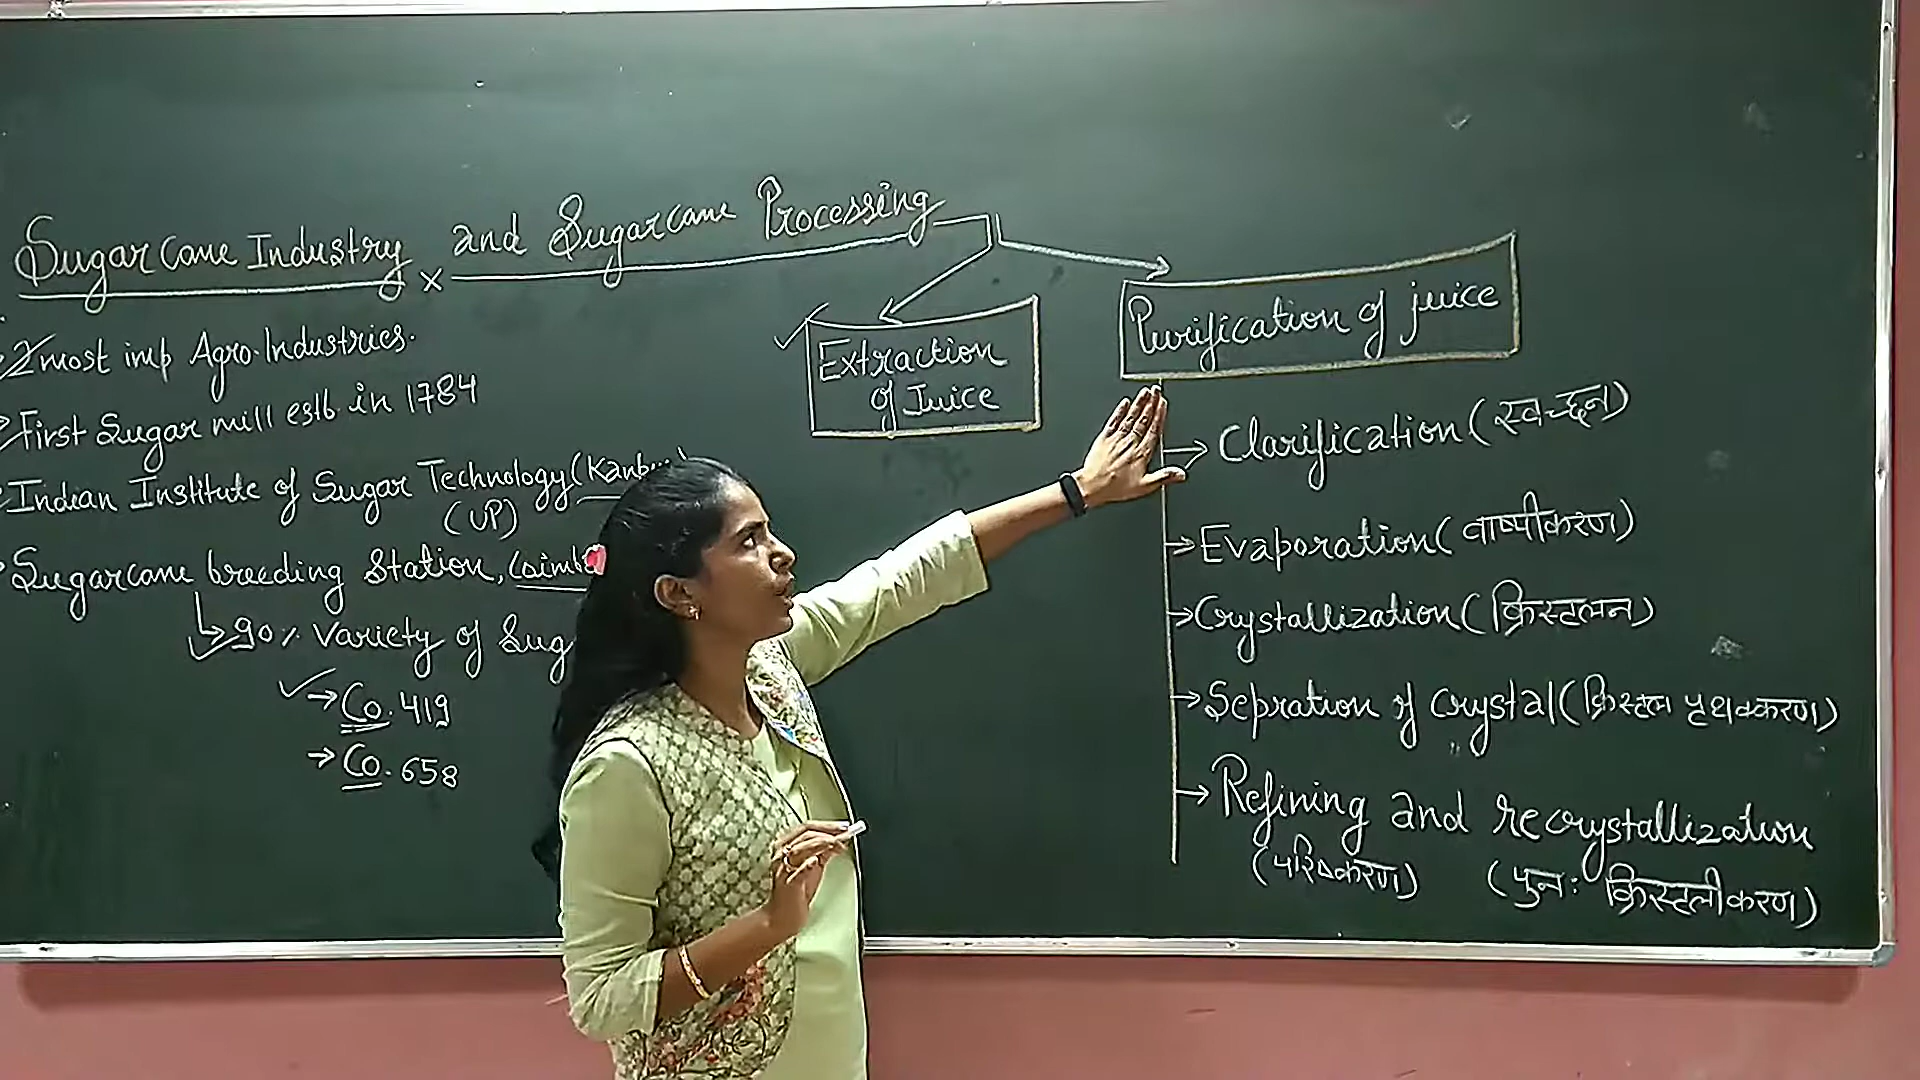 Sugarcane Industry and Sugarcane Processing
2 most imp Agro-Industries.
First Sugar mill estb. in 1784
Indian Institute of Sugar Technology (Kanpur)
(UP)
Sugarcane breeding Station,
90% Variety of
Co. 419
Co. 658
Extraction
of Juice
Purification of juice
Clarification (स्वच्छन)
Evaporation (वाष्पीकरण)
Crystallization (क्रिस्टलन)
Sepration of crystal (क्रिस्टल पृथक्करण)
Refining and recrystallization
(परिष्करण) (पुनः क्रिस्टलीकरण)